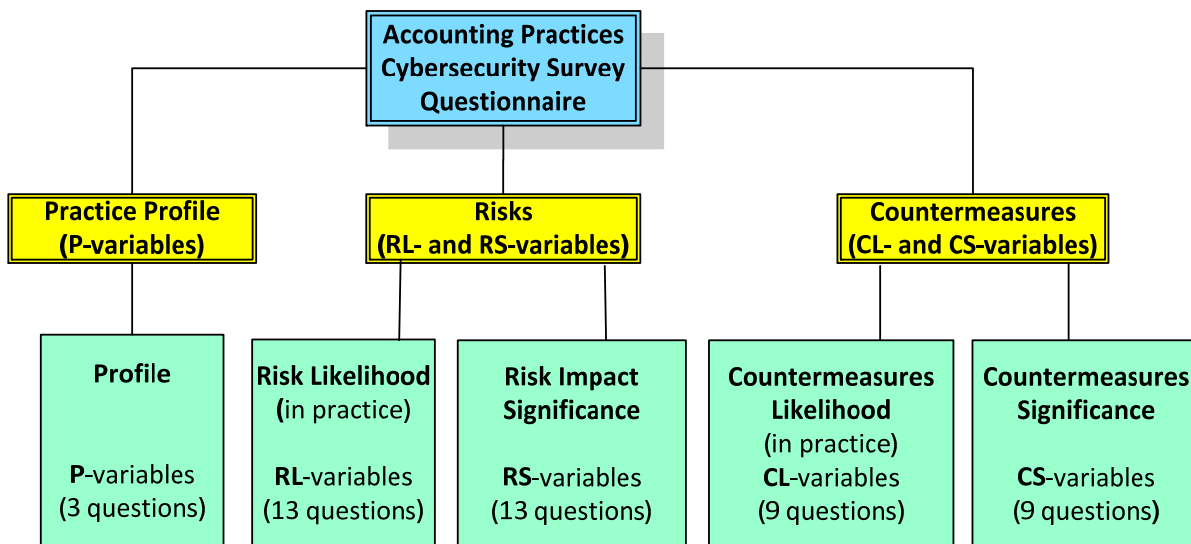 Accounting Practices
Cybersecurity Survey
Questionnaire
Practice Profile
(P-variables)
Risks
(RL- and RS-variables)
Countermeasures
(CL- and CS-variables)
Profile
P-variables
(3 questions)
Risk Likelihood
(in practice)
RL-variables
(13 questions)
Risk Impact
Significance
RS-variables
(13 questions)
Countermeasures
Likelihood
(in practice)
CL-variables
(9 questions)
Countermeasures
Significance
CS-variables
(9 questions)